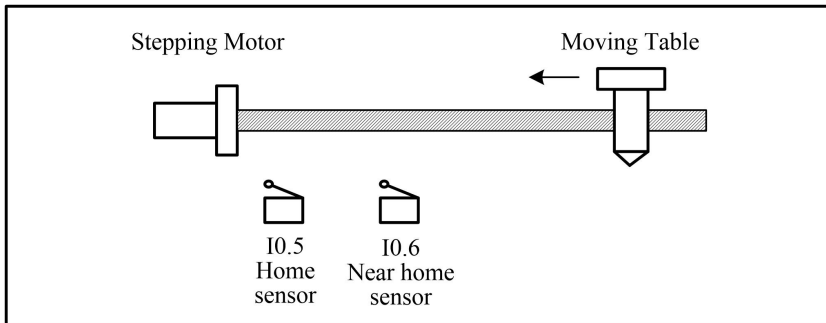 Stepping Motor
Moving Table
I0.5
Home
sensor
I0.6
Near home
sensor